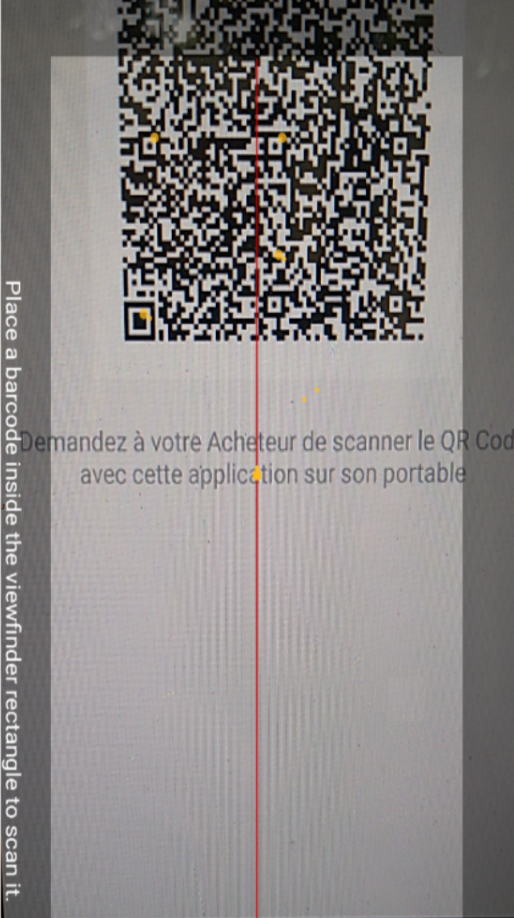 Demandez à votre Acheteur de scanner le QR Cod
avec cette application sur son portable
Place a barcode inside the viewfinder rectangle to scan it.